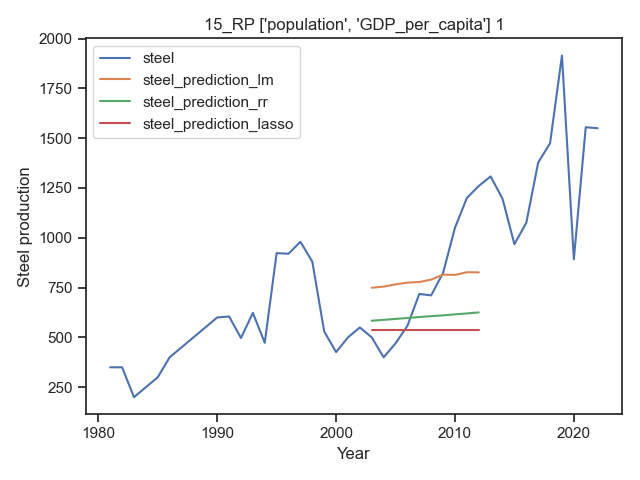 15_RP ['population', 'GDP_per_capita'] 1
steel
steel_prediction_lm
steel_prediction_rr
steel_prediction_lasso
Steel production
2000
1750
1500
1250
1000
750
500
250
1980 1990 2000 2010 2020
Year